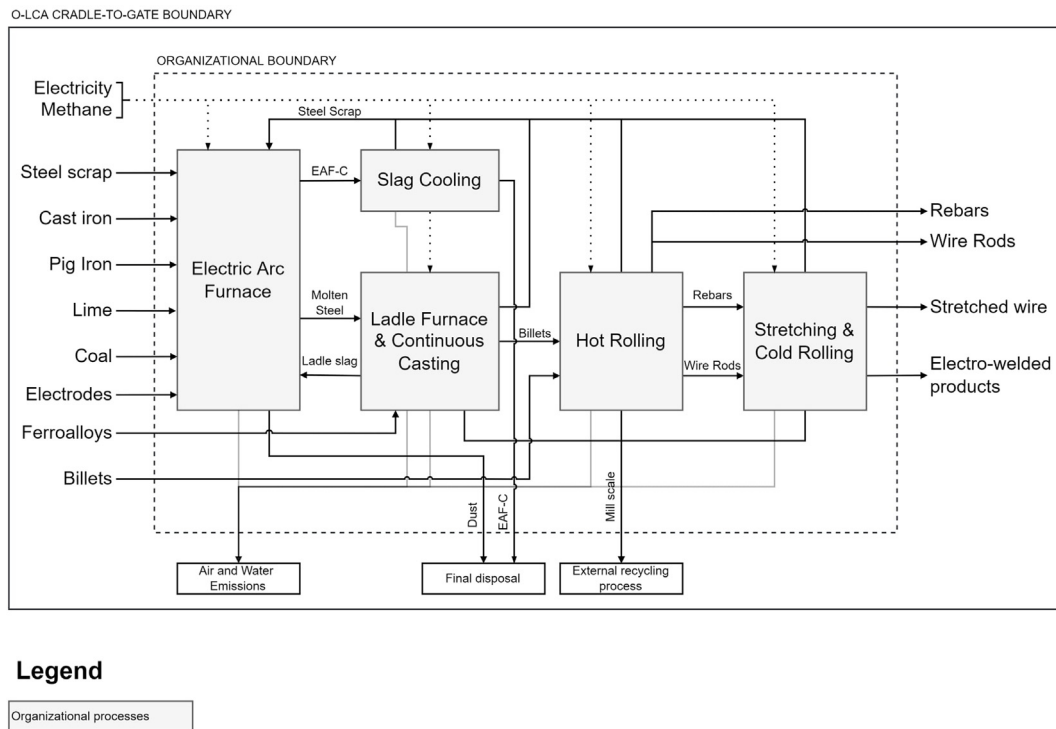 O-LCA CRADLE-TO-GATE BOUNDARY
ORGANIZATIONAL BOUNDARY
Electricity
Methane
Steel Scrap
Steel scrap
Cast iron
Pig Iron
Lime
Coal
Electrodes
Ferroalloys
Billets
Electric Arc
Furnace
EAF-C
Slag Cooling
Molten
Steel
Ladle slag
Ladle Furnace
& Continuous
Casting
Billets
Hot Rolling
Rebars
Wire Rods
Stretching &
Cold Rolling
Rebars
Wire Rods
Stretched wire
Electro-welded
products
Dust
EAF-C
Mill scale
Air and Water
Emissions
Final disposal
External recycling
process
Legend
Organizational processes